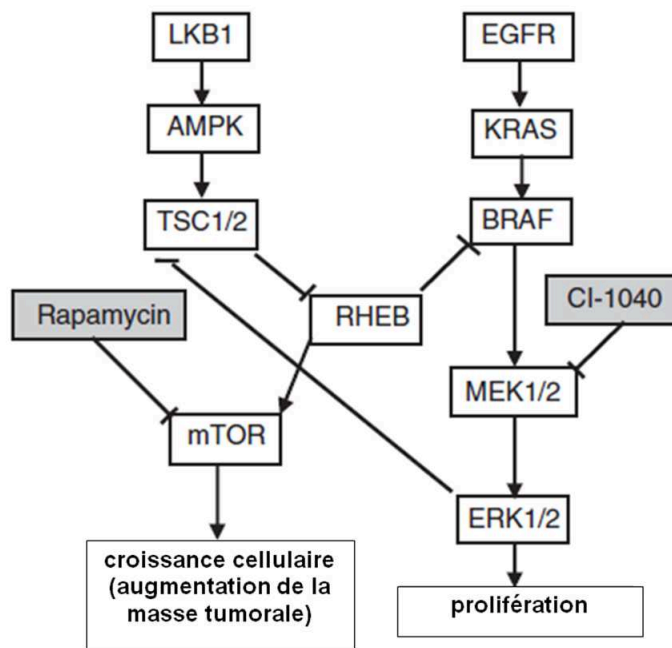 LKB1
EGFR
AMPK
KRAS
TSC1/2
BRAF
Rapamycin
RHEB
CI-1040
mTOR
MEK1/2
ERK1/2
croissance cellulaire
(augmentation de la
masse tumorale)
prolifération